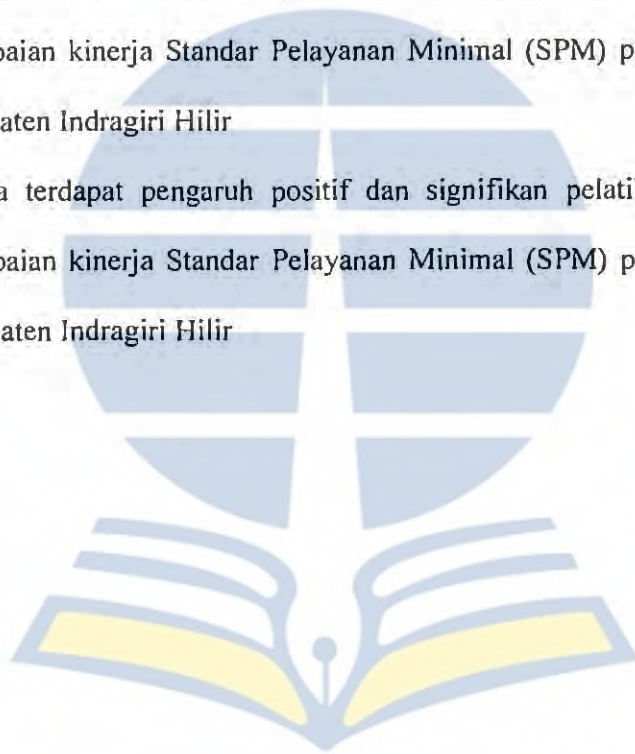 paian kinerja Standar Pelayanan Minimal (SPM) p
aten Indragiri Hilir
a terdapat pengaruh positif dan signifikan pelati
paian kinerja Standar Pelayanan Minimal (SPM) p
aten Indragiri Hilir